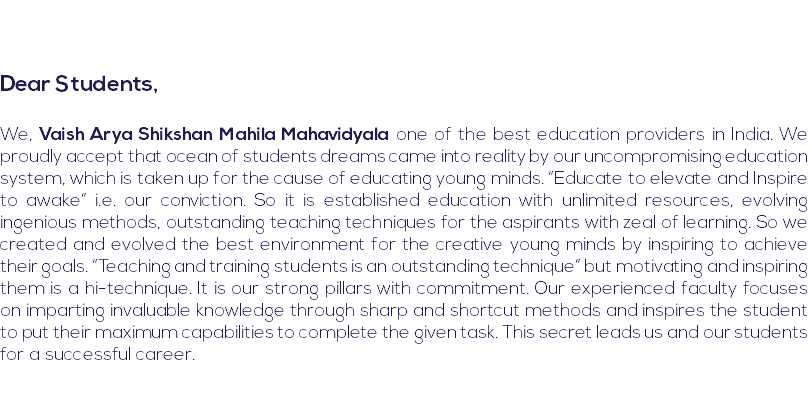 Dear Students,
We, Vaish Arya Shikshan Mahila Mahavidyala one of the best education providers in India. We
proudly accept that ocean of students dreams came into reality by our uncompromising education
system, which is taken up for the cause of educating young minds. “Educate to elevate and Inspire
to awake” i.e. our conviction. So it is established education with unlimited resources, evolving
ingenious methods, outstanding teaching techniques for the aspirants with zeal of learning. So we
created and evolved the best environment for the creative young minds by inspiring to achieve
their goals. “Teaching and training students is an outstanding technique” but motivating and inspiring
them is a hi-technique. It is our strong pillars with commitment. Our experienced faculty focuses
on imparting invaluable knowledge through sharp and shortcut methods and inspires the student
to put their maximum capabilities to complete the given task. This secret leads us and our students
for a successful career.